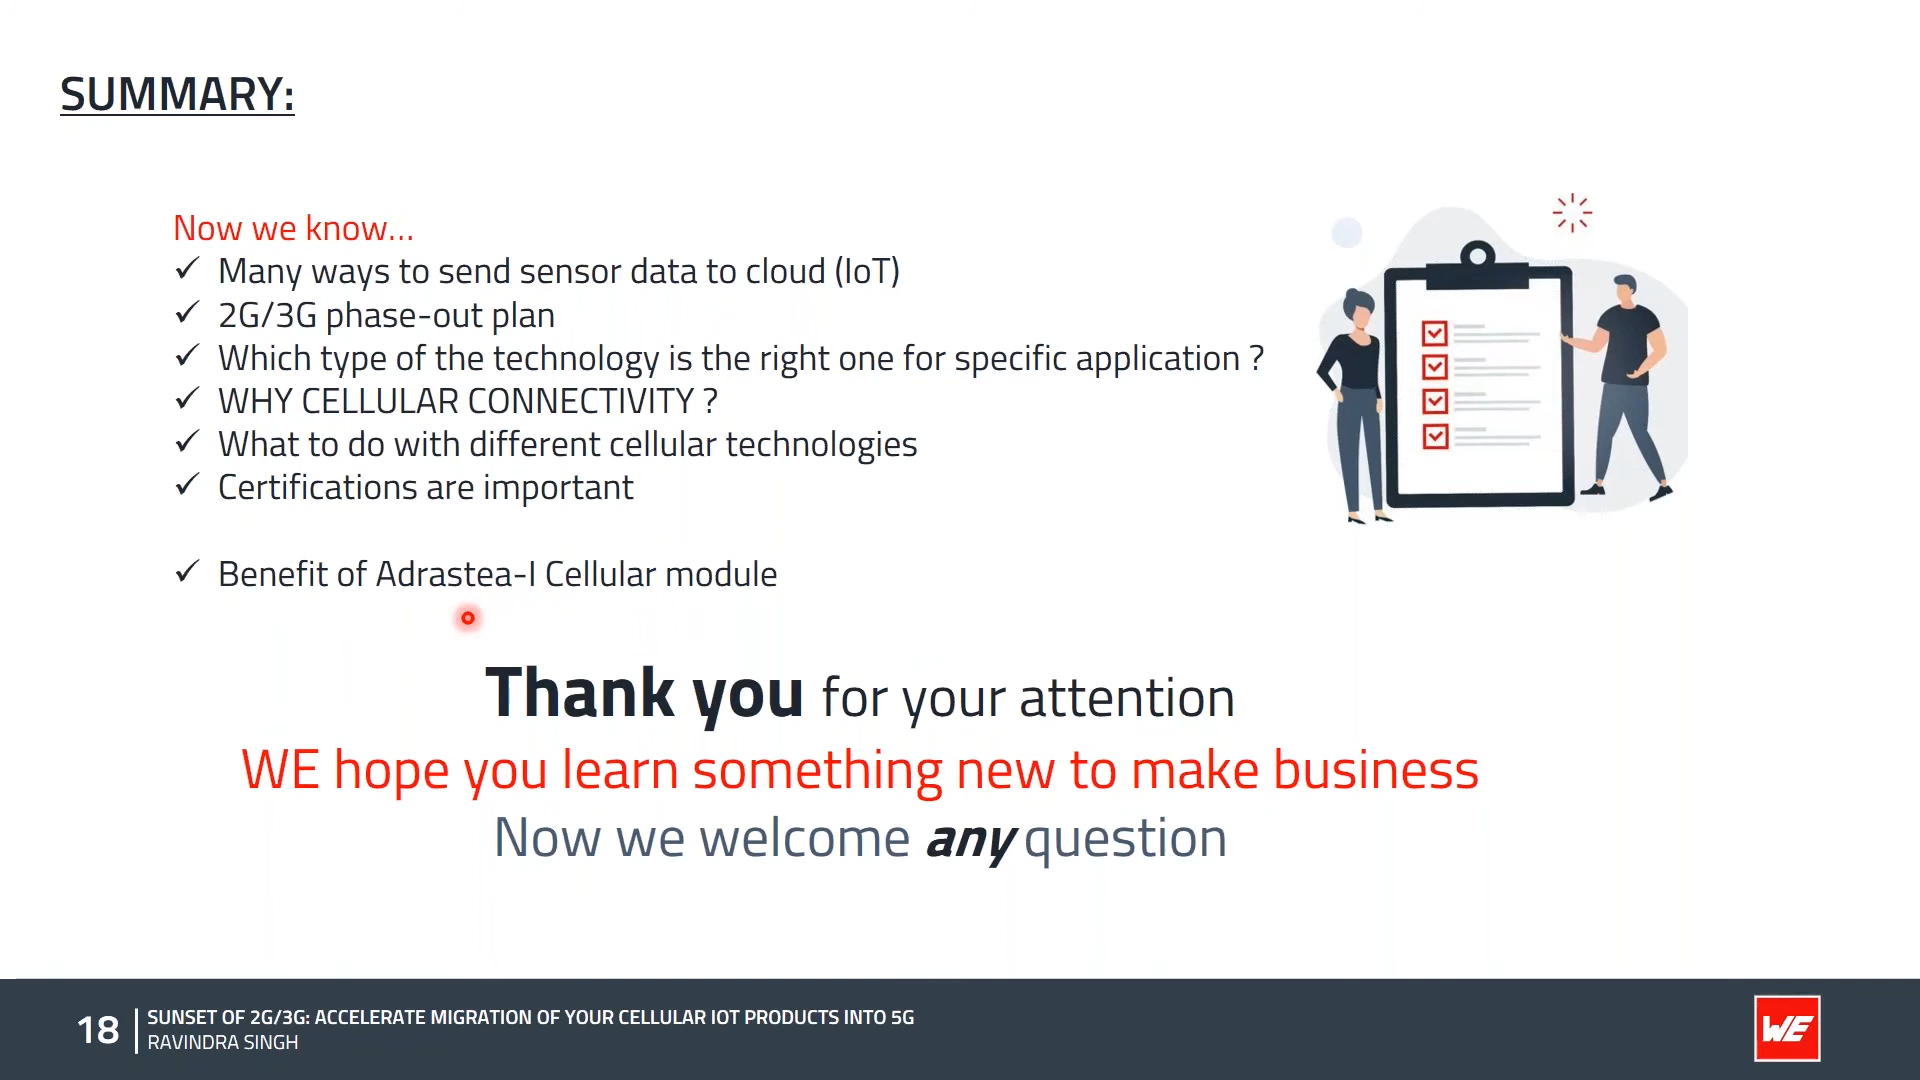 SUMMARY:
Now we know...
✓ Many ways to send sensor data to cloud (IoT)
✓ 2G/3G phase-out plan
✓ Which type of the technology is the right one for specific application ?
✓ WHY CELLULAR CONNECTIVITY ?
✓ What to do with different cellular technologies
✓ Certifications are important
✓ Benefit of Adrastea-I Cellular module
Thank you for your attention
WE hope you learn something new to make business
Now we welcome any question
18
SUNSET OF 2G/3G: ACCELERATE MIGRATION OF YOUR CELLULAR IOT PRODUCTS INTO 5G
RAVINDRA SINGH
WE